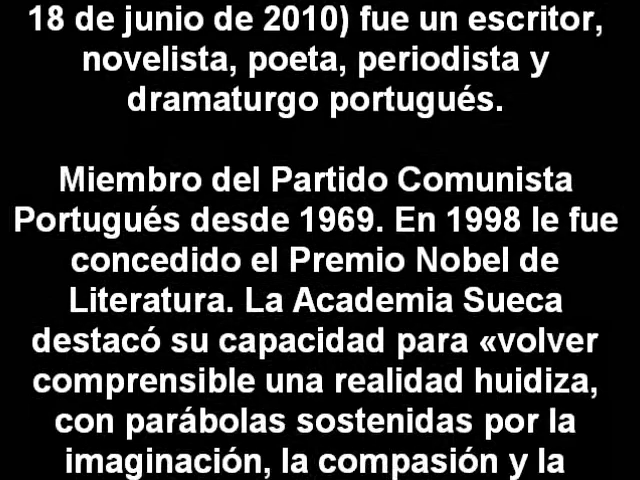 18 de junio de 2010) fue un escritor,
novelista, poeta, periodista y
dramaturgo portugués.
Miembro del Partido Comunista
Portugués desde 1969. En 1998 le fue
concedido el Premio Nobel de
Literatura. La Academia Sueca
destacó su capacidad para «volver
comprensible una realidad huidiza,
con parábolas sostenidas por la
imaginación, la compasión y la